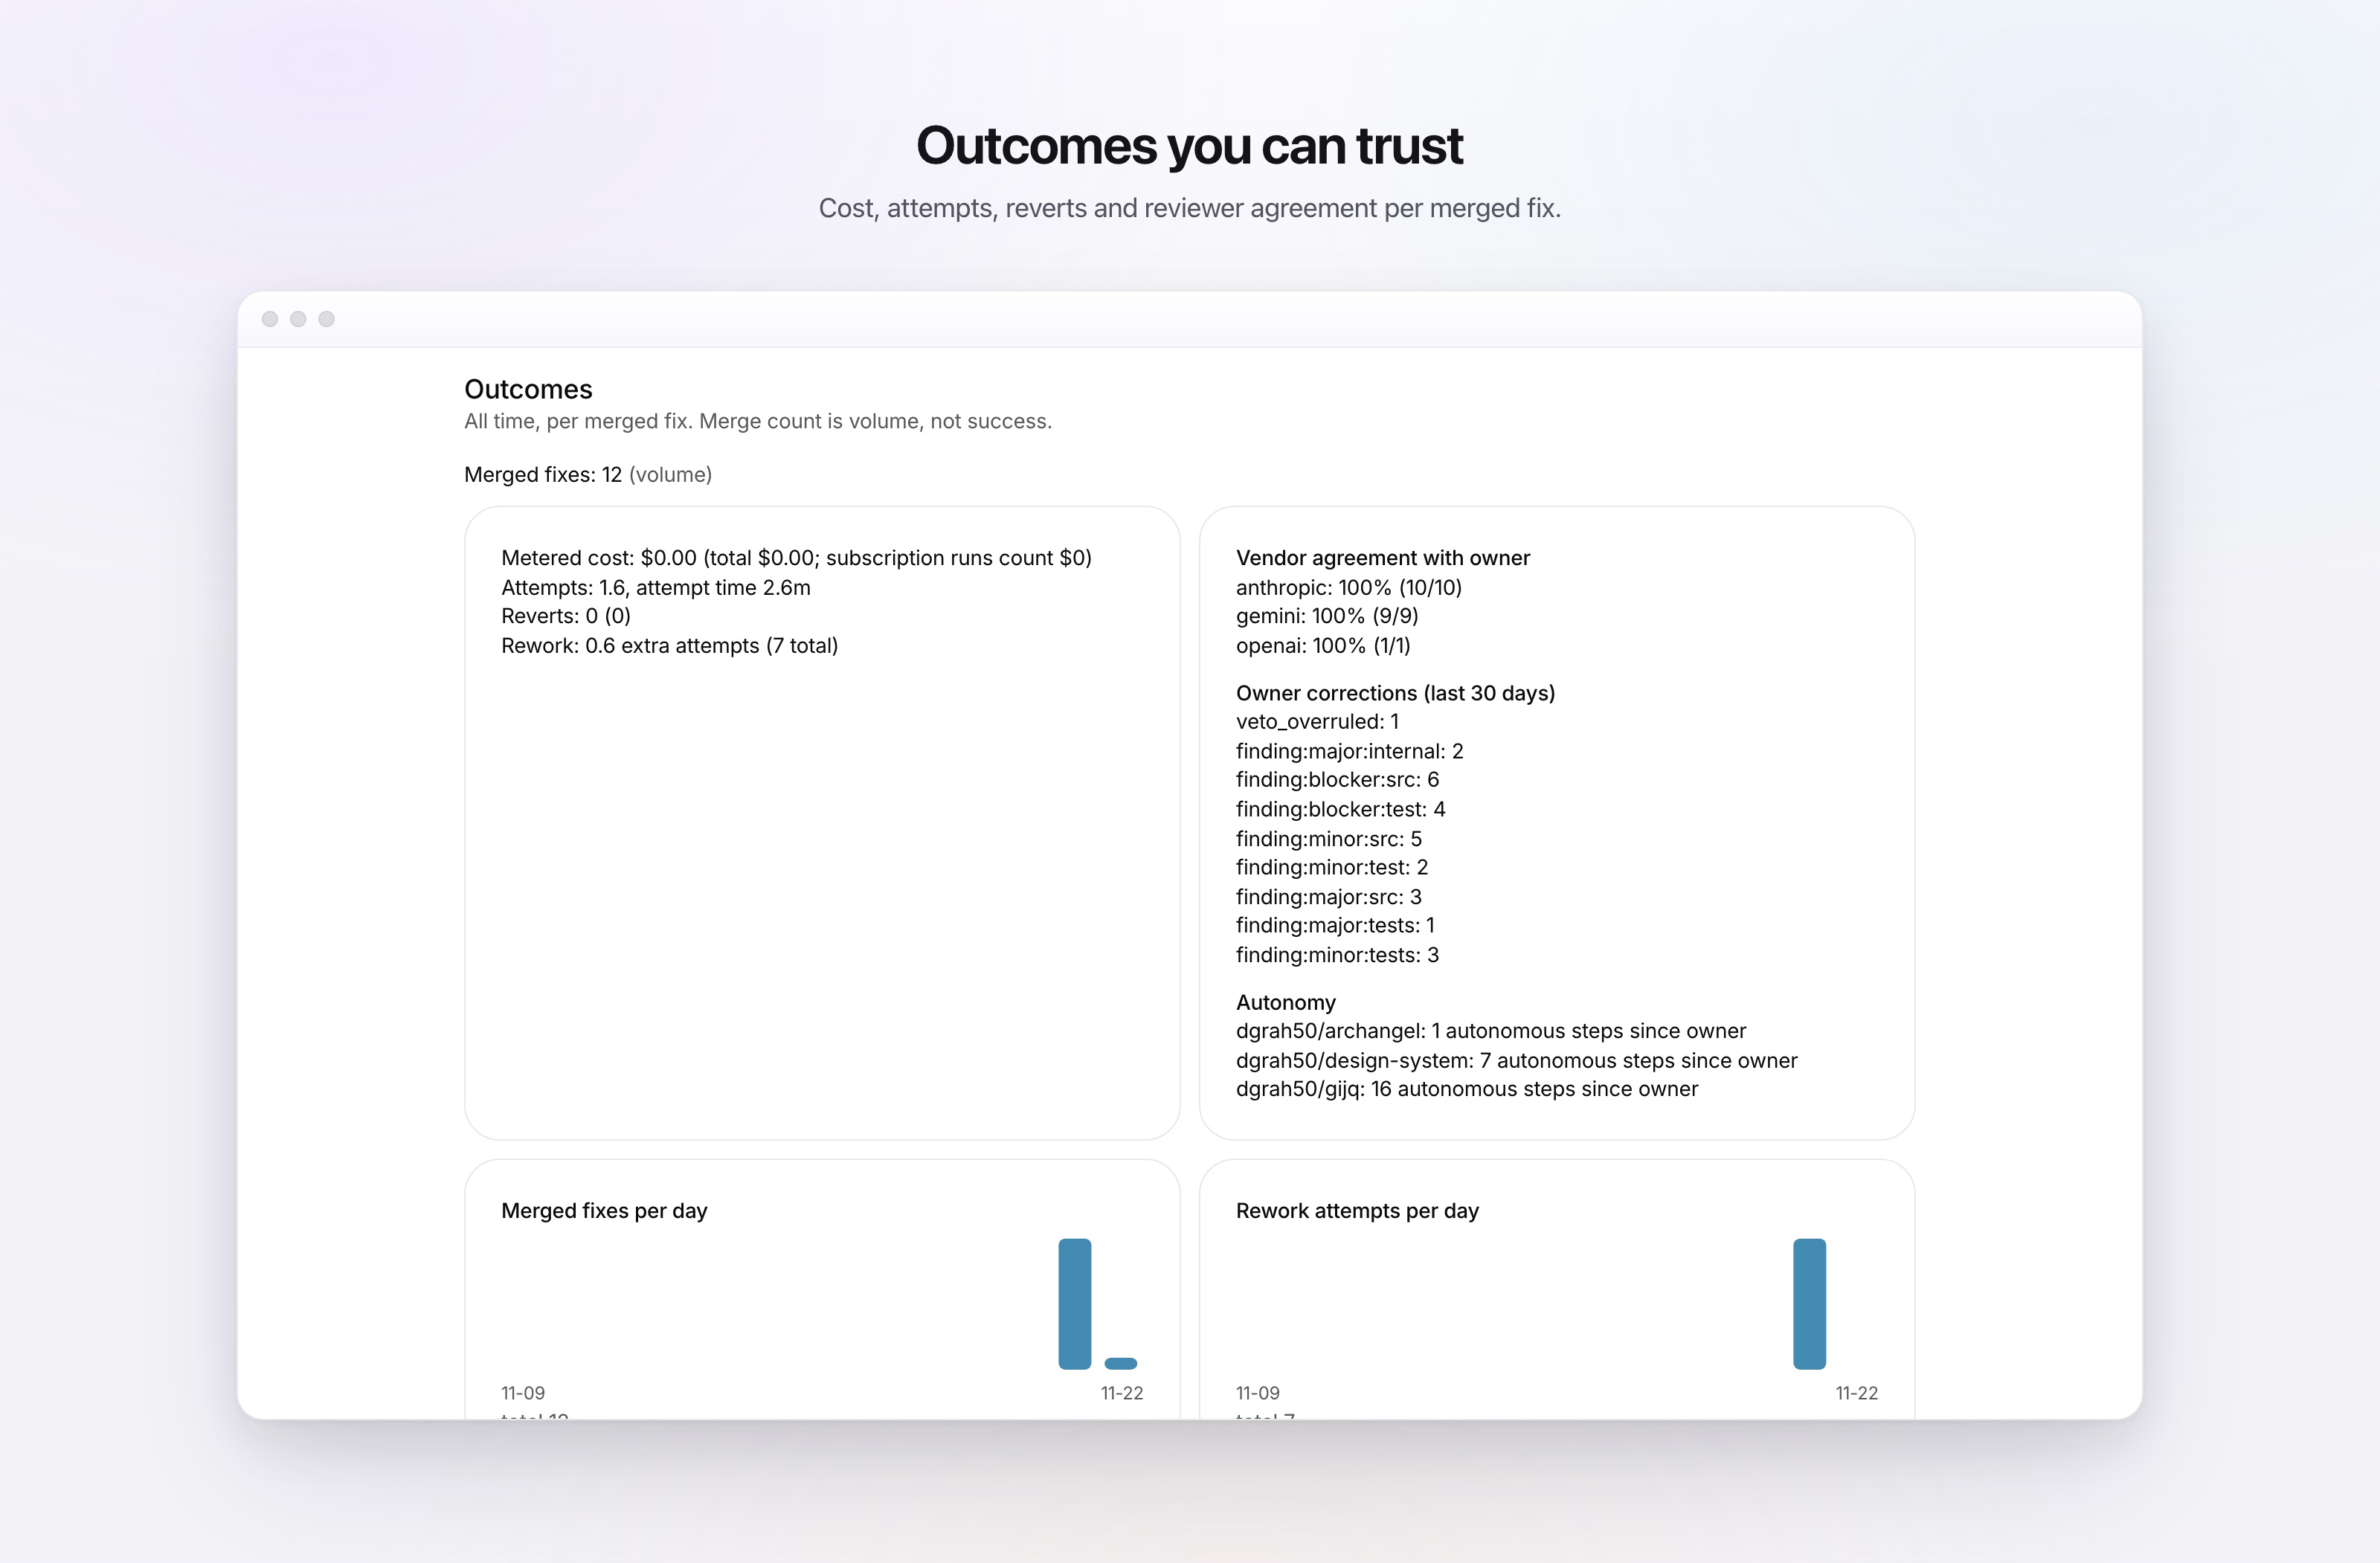 Outcomes you can trust
Cost, attempts, reverts and reviewer agreement per merged fix.
Outcomes
All time, per merged fix. Merge count is volume, not success.
Merged fixes: 12 (volume)
Metered cost: $0.00 (total $0.00; subscription runs count $0)
Attempts: 1.6, attempt time 2.6m
Reverts: 0 (0)
Rework: 0.6 extra attempts (7 total)
Vendor agreement with owner
anthropic: 100% (10/10)
gemini: 100% (9/9)
openai: 100% (1/1)
Owner corrections (last 30 days)
veto_overruled: 1
finding:major:internal: 2
finding:blocker:src: 6
finding:blocker:test: 4
finding:minor:src: 5
finding:minor:test: 2
finding:major:src: 3
finding:major:tests: 1
finding:minor:tests: 3
Autonomy
dgrah50/archangel: 1 autonomous steps since owner
dgrah50/design-system: 7 autonomous steps since owner
dgrah50/gijq: 16 autonomous steps since owner
Merged fixes per day
11-09 11-22
Rework attempts per day
11-09 11-22